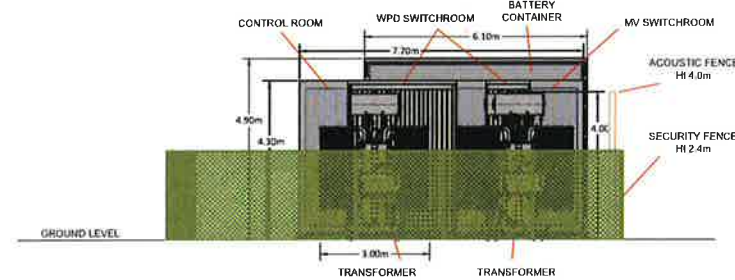 BATTERY
CONTAINER
CONTROL ROOM
WPD SWITCHROOM
MV SWITCHROOM
6.10m
7.70m
ACOUSTIC FENCE
Ht 4.0m
4.90m
4.30m
4.00
SECURITY FENCE
Ht 2.4m
GROUND LEVEL
3.00m
TRANSFORMER
TRANSFORMER